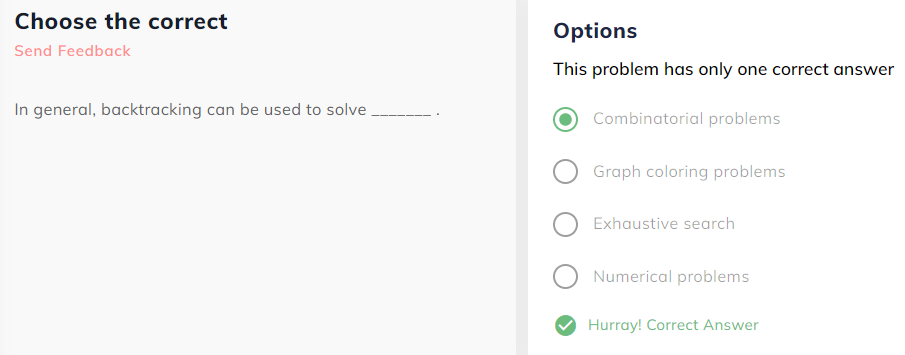 Choose the correct
Send Feedback
In general, backtracking can be used to solve _______ .
Options
This problem has only one correct answer
Combinatorial problems
Graph coloring problems
Exhaustive search
Numerical problems
Hurray! Correct Answer